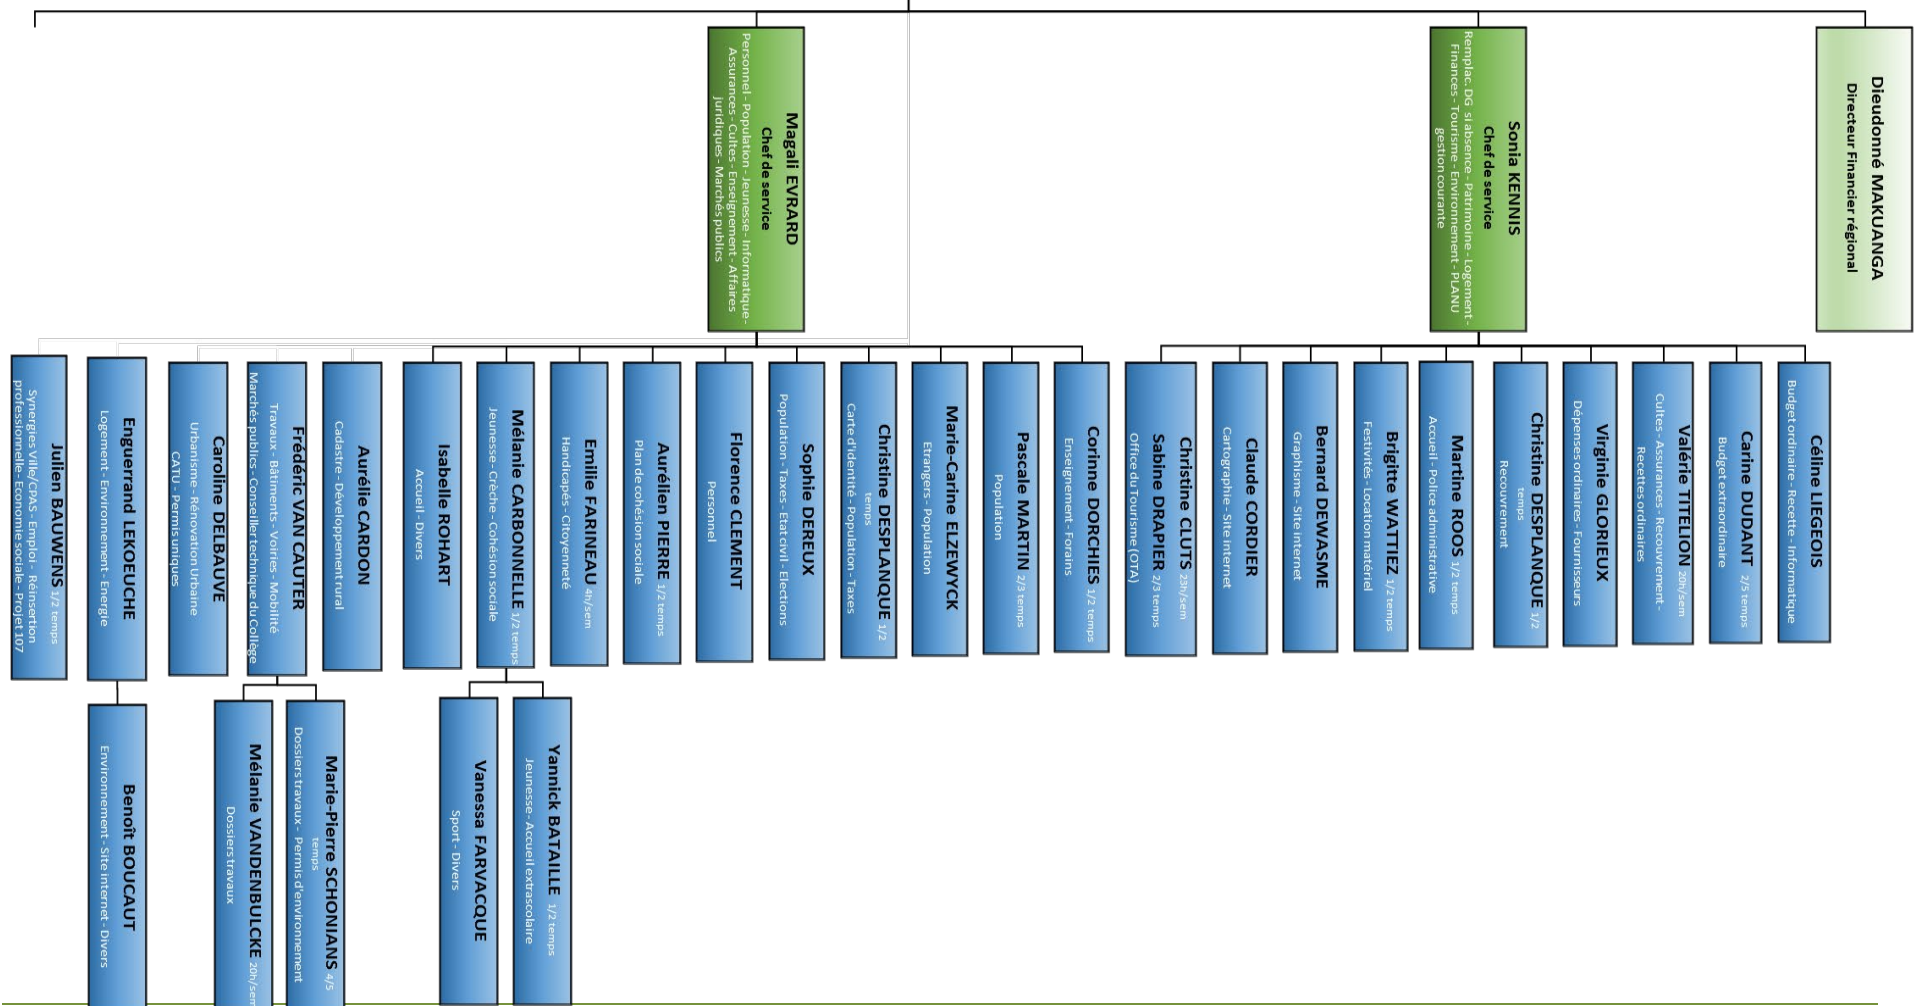 Dieudonné MAKUANGA
Directeur Financier régional
Sonia KENNIS
Chef de service
Remplac. DG si absence - Patrimoine - Logement -
Finances - Tourisme - Environnement - PLANU
gestion courante
Magali EVRARD
Chef de service
Personnel - Population - Jeunesse - Informatique -
Assurances - Cultes - Enseignement - Affaires
juridiques - Marchés publics
Céline LIEGEOIS
Budget ordinaire - Recette - Informatique
Carine DUDANT 2/5 temps
Budget extraordinaire
Valérie TITELION 20h/sem
Cultes - Assurances - Recouvrement -
Recettes ordinaires
Virginie GLORIEUX
Dépenses ordinaires - Fournisseurs
Christine DESPLANQUE 1/2
temps
Recouvrement
Martine ROOS 1/2 temps
Accueil - Police administrative
Brigitte WATTIEZ 1/2 temps
Festivités - Location matériel
Bernard DEWASME
Graphisme - Site internet
Claude CORDIER
Cartographie - Site internet
Christine CLUTS 23h/sem
Sabine DRAPIER 2/3 temps
Office du Tourisme (OTA)
Corinne DORCHIES 1/2 temps
Enseignement - Forains
Pascale MARTIN 2/3 temps
Population
Marie-Carine ELZEWYCK
Etrangers - Population
Christine DESPLANQUE 1/2
temps
Carte d'identité - Population - Taxes
Sophie DEREUX
Population - Taxes - Etat civil - Elections
Florence CLEMENT
Personnel
Aurélien PIERRE 1/2 temps
Plan de cohésion sociale
Emilie FARINEAU 4h/sem
Handicapés - Citoyenneté
Mélanie CARBONNELLE 1/2 temps
Jeunesse - Crèche - Cohésion sociale
Isabelle ROHART
Accueil - Divers
Aurélie CARDON
Cadastre - Développement rural
Frédéric VAN CAUTER
Travaux - Bâtiments - Voiries - Mobilité
Marchés publics - Conseiller technique du Collège
Caroline DELBAUVE
Urbanisme - Rénovation Urbaine
CATU - Permis uniques
Enguerrand LEKOEUCHE
Logement - Environnement - Energie
Julien BAUWENS 1/2 temps
Synergies Ville/CPAS - Emploi - Réinsertion
professionnelle - Economie sociale - Projet 107
Yannick BATAILLE 1/2 temps
Jeunesse - Accueil extrascolaire
Vanessa FARVACQUE
Sport - Divers
Marie-Pierre SCHONIANS 4/5
temps
Dossiers travaux - Permis d'environnement
Mélanie VANDENBULCKE 20h/sem
Dossiers travaux
Benoît BOUCAUT
Environnement - Site internet - Divers